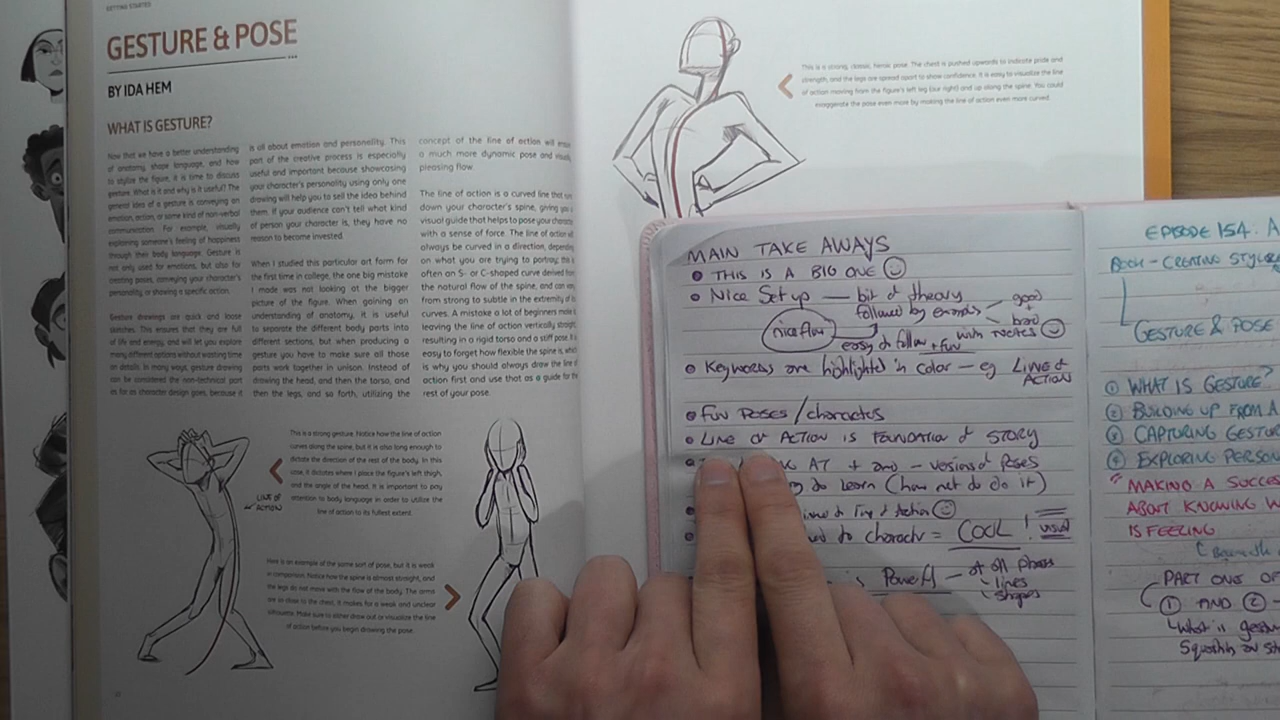 GETTING STARTED
GESTURE & POSE
BY IDA HEM
WHAT IS GESTURE?
Now that we have a better understanding
of anatomy, shape language, and how
to stylize the figure, it is time to discuss
gesture. What is it and why is it useful? The
general idea of a gesture is conveying an
emotion, action, or some kind of non-verbal
communication. For example, visually
exploring someone's feeling of happiness
through their body language. Gesture is
not only used for emotions, but also for
creating poses, conveying your character's
personality, or showing a specific action.
Gesture drawings are quick and loose
sketches. This ensures that they are full
of life and energy, and will let you explore
many different options without wasting time
on details. In many ways, gesture drawing
can be considered the non-technical part
as far as character design goes, because it
is all about emotion and personality. This
part of the creative process is especially
useful and important because showcasing
your character's personality using only one
drawing will help you to sell the idea behind
them. If your audience can't tell what kind
of person your character is, they have no
reason to become invested.
When I studied this particular art form for
the first time in college, the one big mistake
I made was not looking at the bigger
picture of the figure. When gaining an
understanding of anatomy, it is useful
to separate the different body parts into
different sections, but when producing a
gesture you have to make sure all those
parts work together in unison. Instead of
drawing the head, and then the torso, and
then the legs, and so forth, utilizing the
concept of the line of action will
a much more dynamic pose and
pleasing flow.
The line of action is a curved line that
down your character's spine, giving
visual guide that helps to pose your
with a sense of force. The line of action
always be curved in a direction, depending
on what you are trying to portray;
often an S- or C-shaped curve derived from
the natural flow of the spine, and can
from strong to subtle in the extremity of
curves. A mistake a lot of beginners make
leaving the line of action vertically straight,
resulting in a rigid torso and a stiff pose.
easy to forget how flexible the spine is,
is why you should always draw the line
action first and use that as a guide for the
rest of your pose.
This is a strong gesture. Notice how the line of action
curves along the spine, but it is also long enough to
dictate the direction of the rest of the body. In this
case, it dictates where I place the figure's left thigh,
and the angle of the head. It is important to pay
attention to body language in order to utilize the
line of action to its fullest extent.
LINE OF
ACTION
Here is an example of the same sort of pose, but it is weak
in comparison. Notice how the spine is almost straight, and
the legs do not move with the flow of the body. The arms
are in close to the chest; it makes for a weak and unclear
silhouette. Make sure to either draw out or visualize the
line of action before you begin drawing the pose.
This is a strong, classic, heroic pose. The chest is pushed upwards to indicate pride and
strength, and the legs are spread apart to show confidence. It is easy to visualize the line
of action moving from the figure's left leg (our right) and up along the spine. You could
exaggerate the pose even more by making the line of action even more curved.
MAIN TAKE AWAYS
THIS IS A BIG ONE
Nice Set up — bit of theory
followed by examples
good
bad
nice flow
easy to follow + fun
with NOTES
Keywords are highlighted in color — eg LINE of
ACTION
FUN POSES/characters
LINE OF ACTION IS FOUNDATION of STORY
AT + and - versions of Poses
to learn (how not to do it)
Line of Action
to character = COOL! visual
is Powerful — of all phases
lines
shapes
EPISODE 154. A
BOOK - CREATING STYLIZED
GESTURE & POSE
① WHAT IS GESTURE?
② BUILDING UP FROM A
③ CAPTURING GESTURE
④ EXPLORING PERSON
"MAKING A SUCCESS
ABOUT KNOWING W
IS FEELING
PART ONE OF
① AND ② -
What is gesture